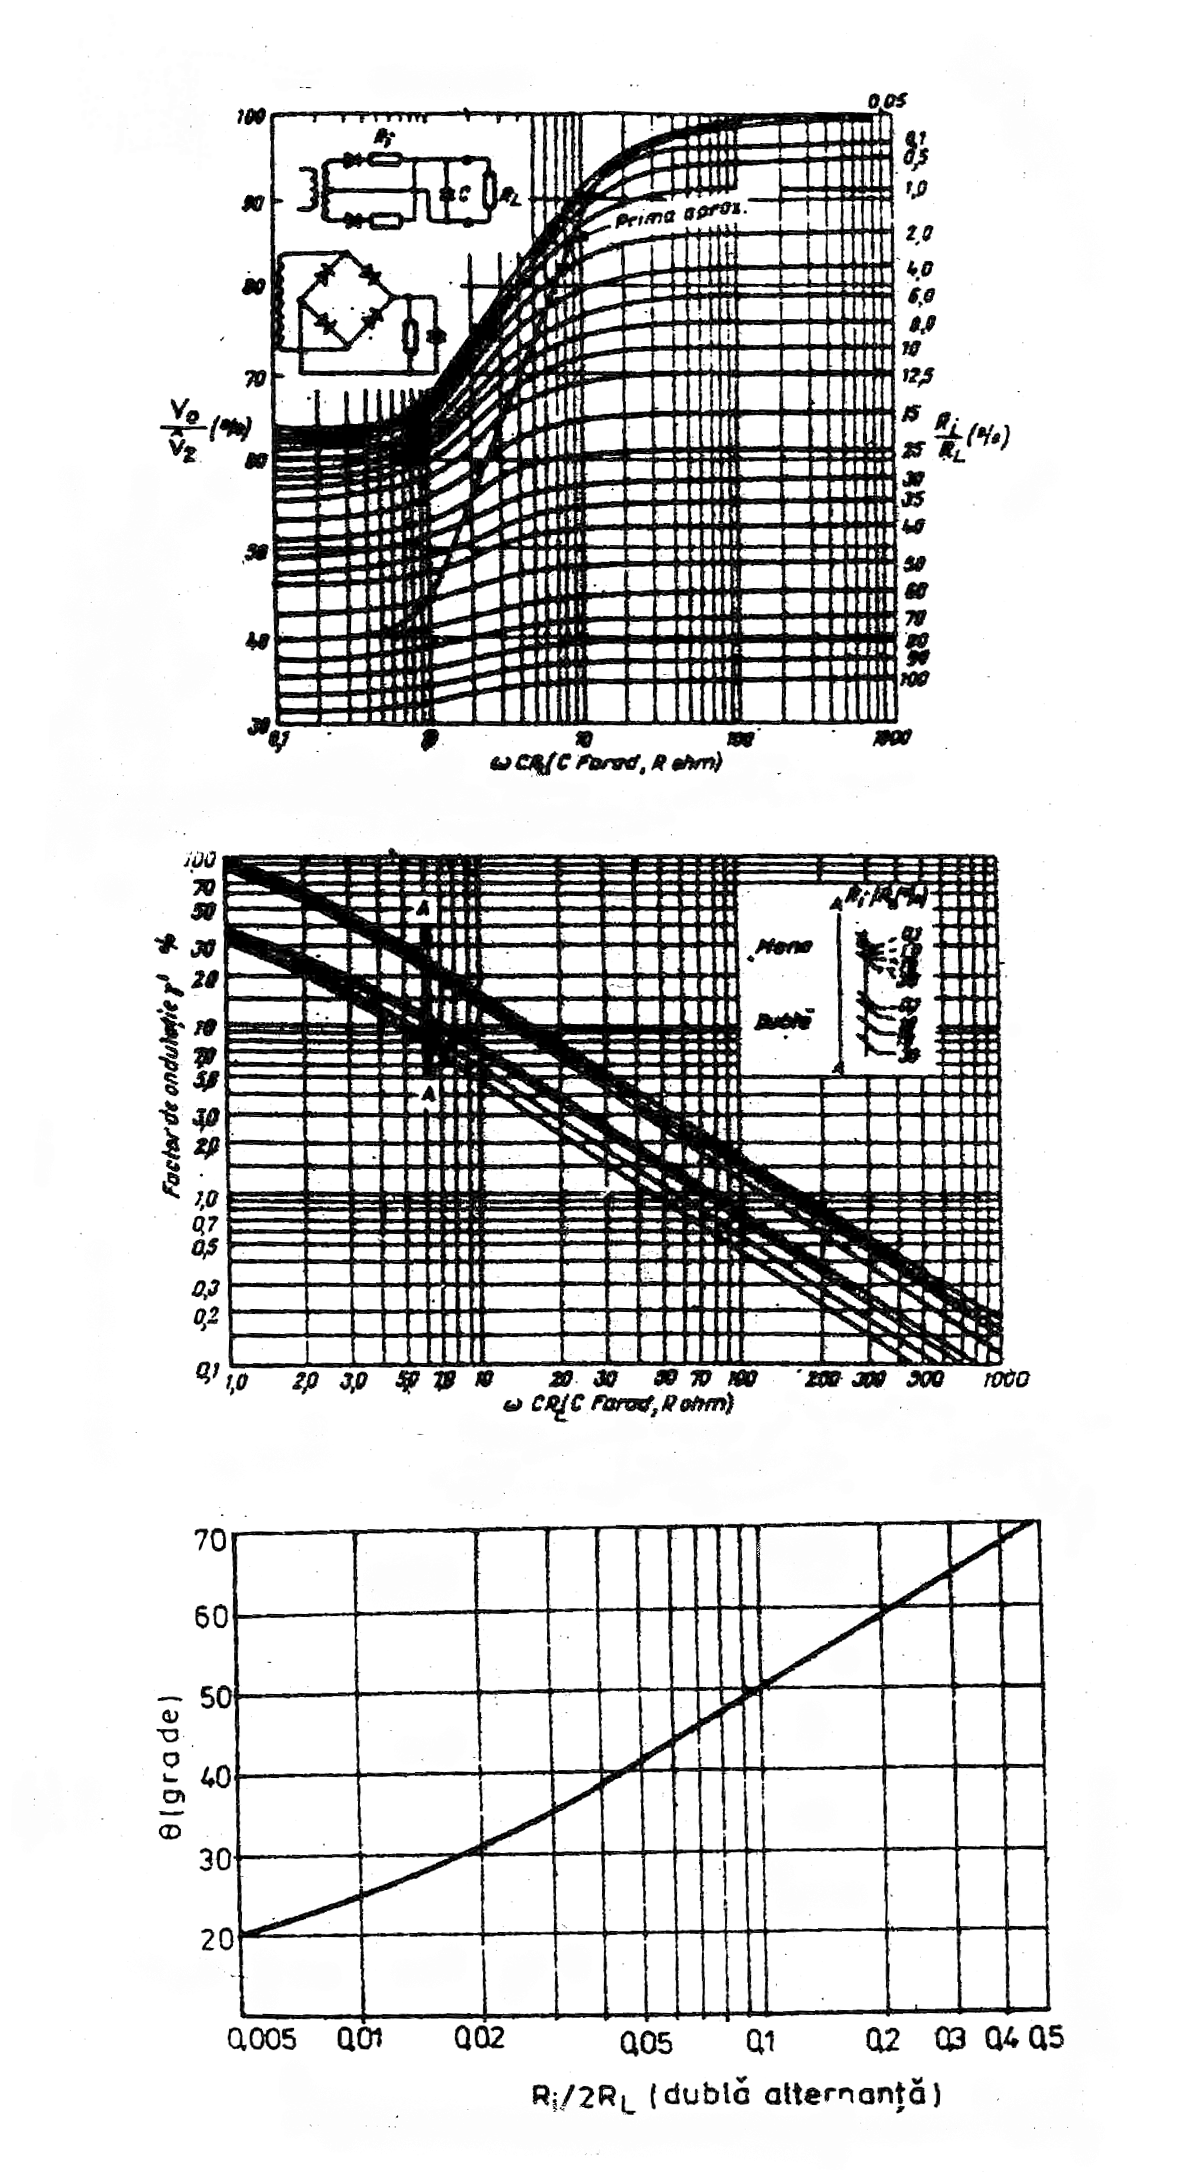 0,05
100
90
80
70
60
50
40
30
Ri
C
RL
Prima aprox.
0,1
0,5
1,0
2,0
4,0
6,0
8,0
10
12,5
15
25
30
35
40
50
60
70
80
90
100
Vo
V2 (%)
Ri
RL (%)
0,1
10
100
1000
ω CRL (C Farad, R ohm)
100
70
50
30
20
10
7,0
5,0
3,0
2,0
1,0
0,7
0,5
0,3
0,2
0,1
Factor de ondulație γ %
A
A
A
A
Mono
Dublă
0,1
30
1,0 2,0 3,0 5,0 7,0 10 20 30 50 70 100 200 300 500 1000
ω CRL (C Farad, R ohm)
70
60
50
40
30
20
θ (grade)
0,005 0,01 0,02 0,05 0,1 0,2 0,3 0,4 0,5
Ri/2RL (dublă alternanță)